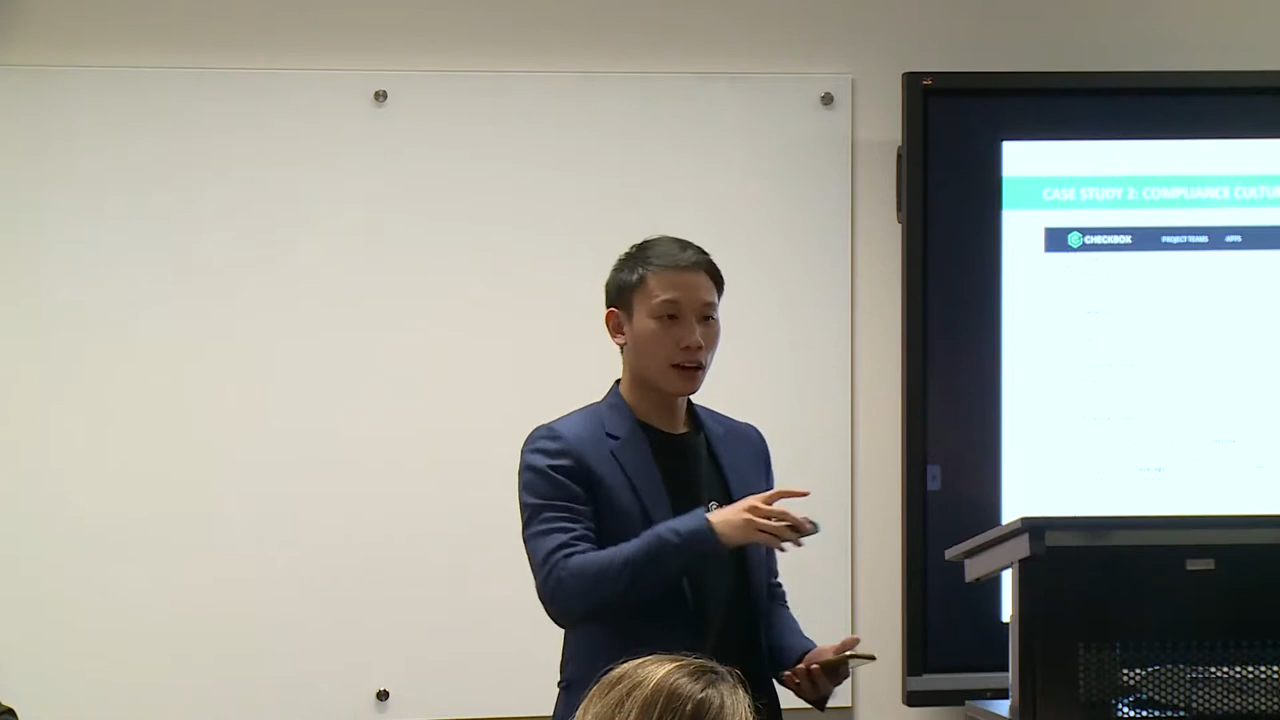 CASE STUDY 2: COMPLIANCE CULTU
CHECKBOX PROJECT TEAMS APPS